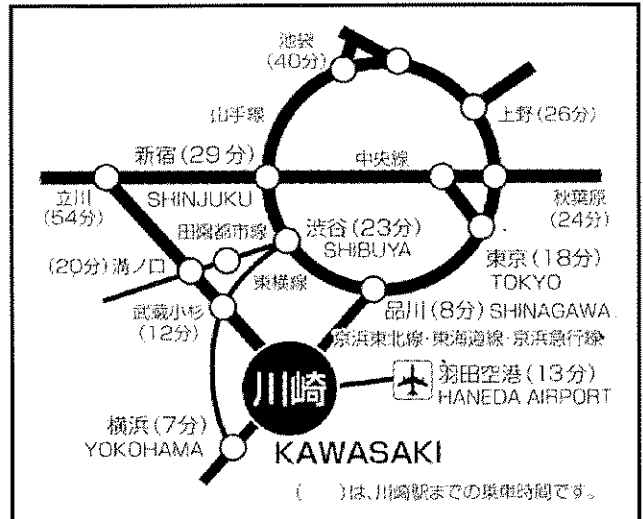 池袋
(40分)
山手線
上野(26分)
新宿(29分)
中央線
立川
(54分)
SHINJUKU
秋葉原
(24分)
田園都市線
渋谷(23分)
SHIBUYA
(20分)溝ノ口
東横線
東京(18分)
TOKYO
武蔵小杉
(12分)
品川(8分) SHINAGAWA
京浜東北線・東海道線・京浜急行線
川崎
羽田空港(13分)
HANEDA AIRPORT
横浜(7分)
YOKOHAMA
KAWASAKI
(　)は、川崎駅までの乗車時間です。